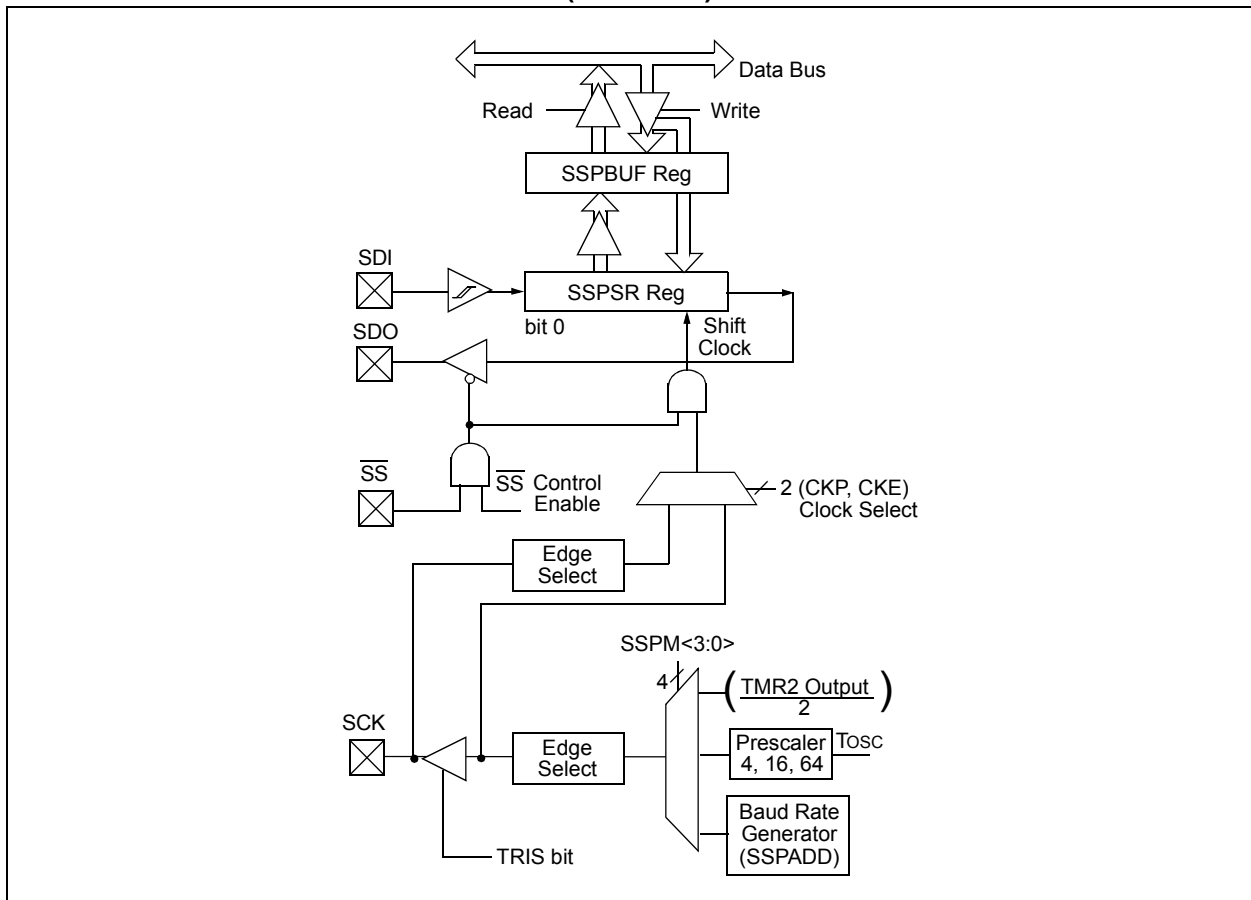 Data Bus
Read
Write
SSPBUF Reg
SDI
SSPSR Reg
bit 0
Shift
Clock
SDO
SS
SS Control
Enable
2 (CKP, CKE)
Clock Select
Edge
Select
SSPM<3:0>
4
(TMR2 Output)
2
SCK
Edge
Select
Prescaler
4, 16, 64
TOSC
Baud Rate
Generator
(SSPADD)
TRIS bit